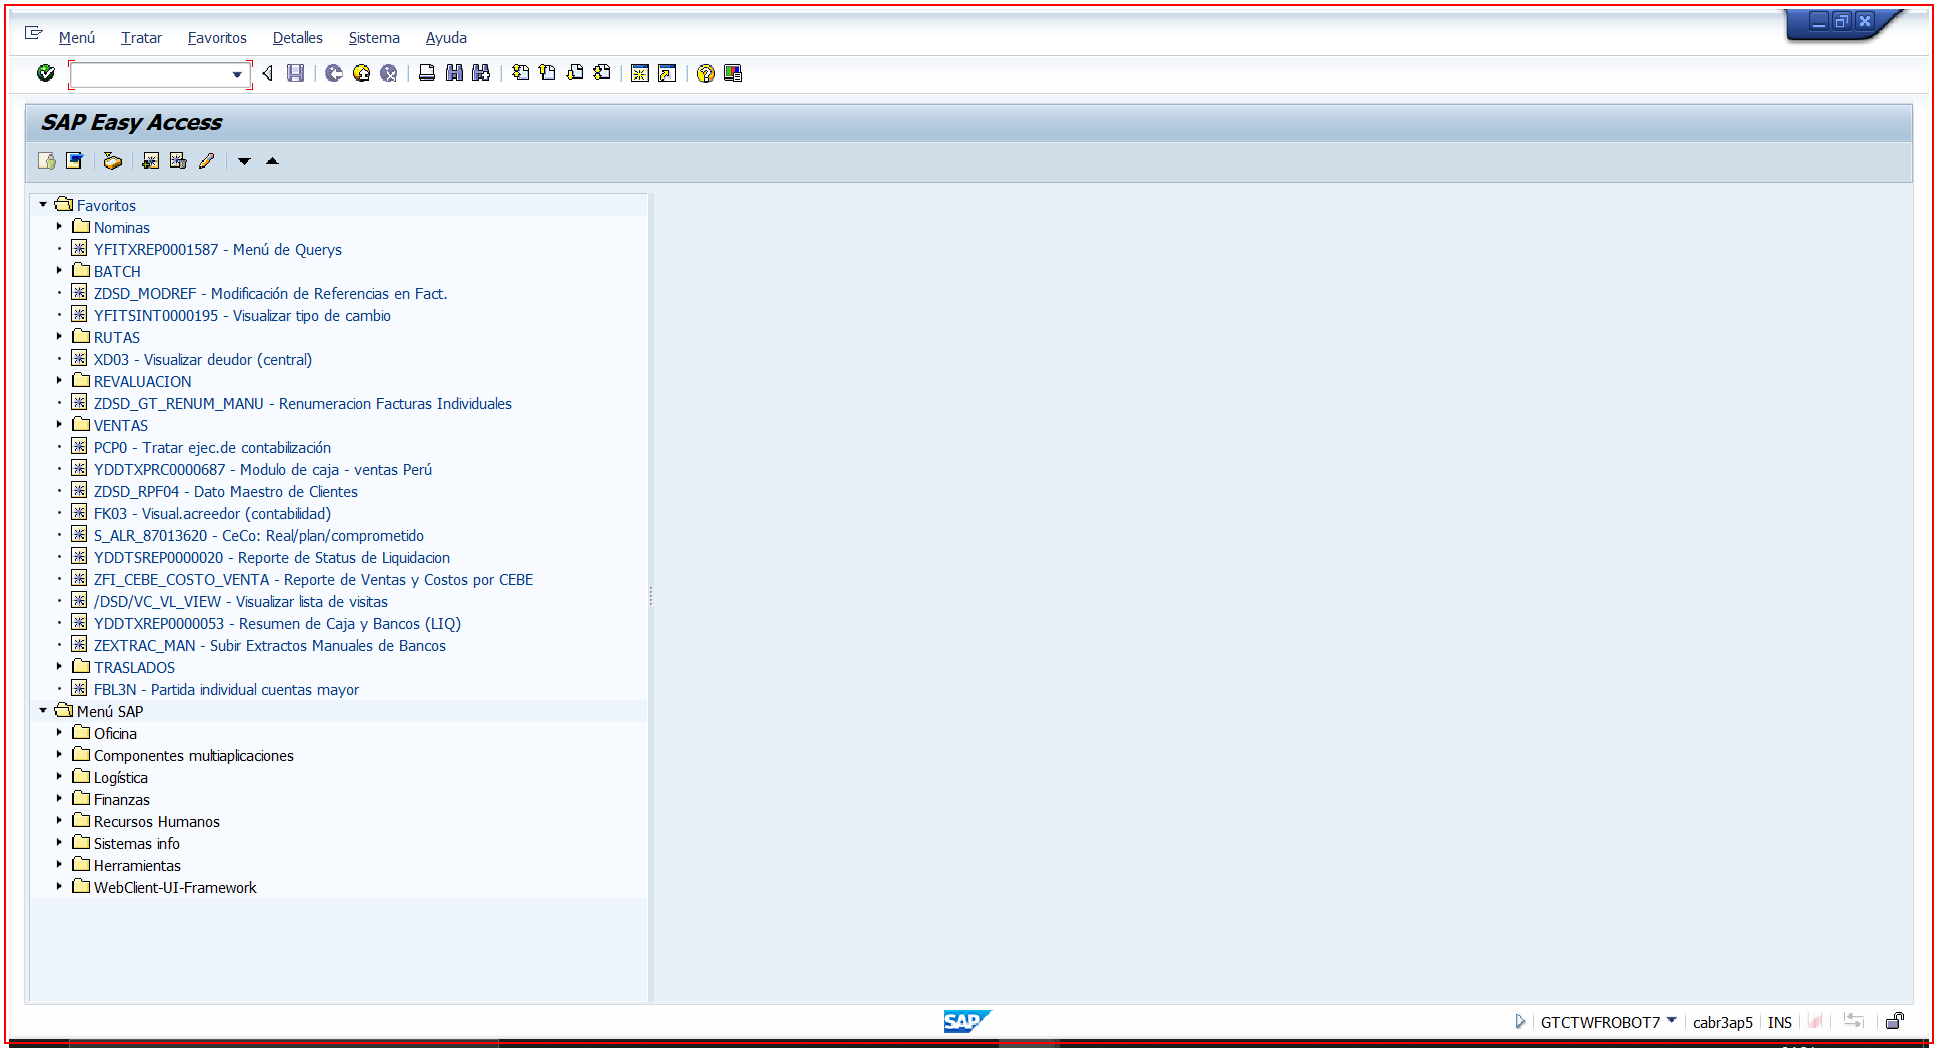 Menú Tratar Favoritos Detalles Sistema Ayuda
SAP Easy Access
Favoritos
Nominas
YFITXREP0001587 - Menú de Querys
BATCH
ZDSD_MODREF - Modificación de Referencias en Fact.
YFITSINT0000195 - Visualizar tipo de cambio
RUTAS
XD03 - Visualizar deudor (central)
REVALUACION
ZDSD_GT_RENUM_MANU - Renumeracion Facturas Individuales
VENTAS
PCP0 - Tratar ejec.de contabilización
YDDTXPRC0000687 - Modulo de caja - ventas Perú
ZDSD_RPF04 - Dato Maestro de Clientes
FK03 - Visual.acreedor (contabilidad)
S_ALR_87013620 - CeCo: Real/plan/comprometido
YDDTSREP0000020 - Reporte de Status de Liquidacion
ZFI_CEBE_COSTO_VENTA - Reporte de Ventas y Costos por CEBE
/DSD/VC_VL_VIEW - Visualizar lista de visitas
YDDTXREP0000053 - Resumen de Caja y Bancos (LIQ)
ZEXTRAC_MAN - Subir Extractos Manuales de Bancos
TRASLADOS
FBL3N - Partida individual cuentas mayor
Menú SAP
Oficina
Componentes multiaplicaciones
Logística
Finanzas
Recursos Humanos
Sistemas info
Herramientas
WebClient-UI-Framework
SAP GTCTWFROBOT7 cabr3ap5 INS